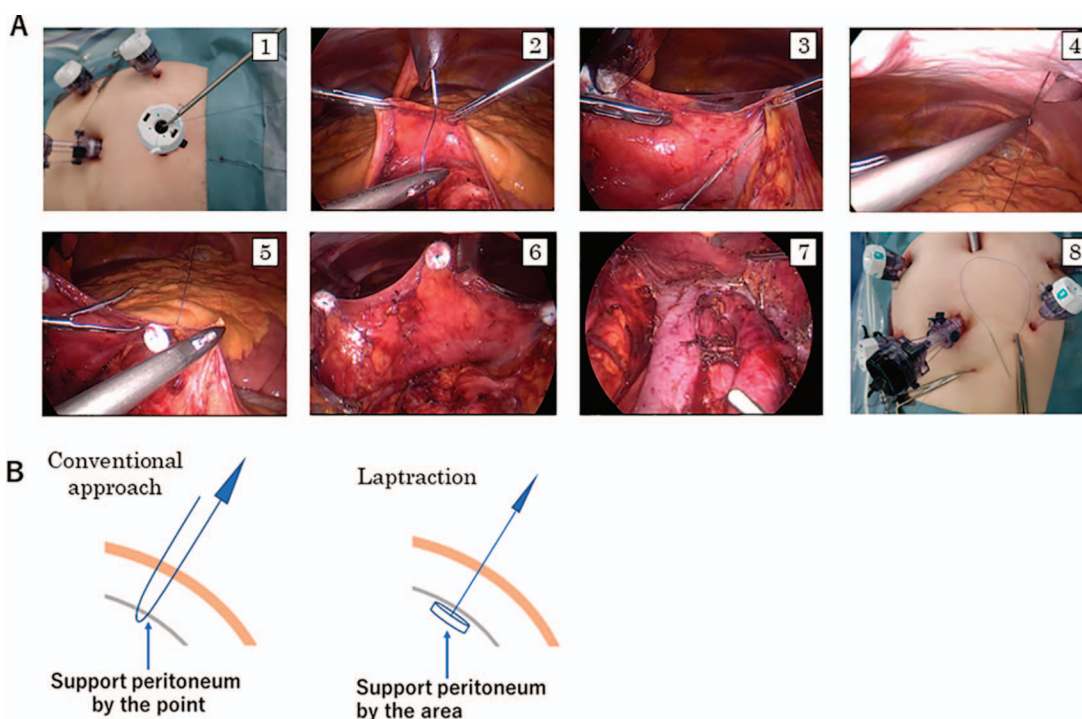 A
1
2
3
4
5
6
7
8
B
Conventional
approach
Laptraction
Support peritoneum
by the point
Support peritoneum
by the area